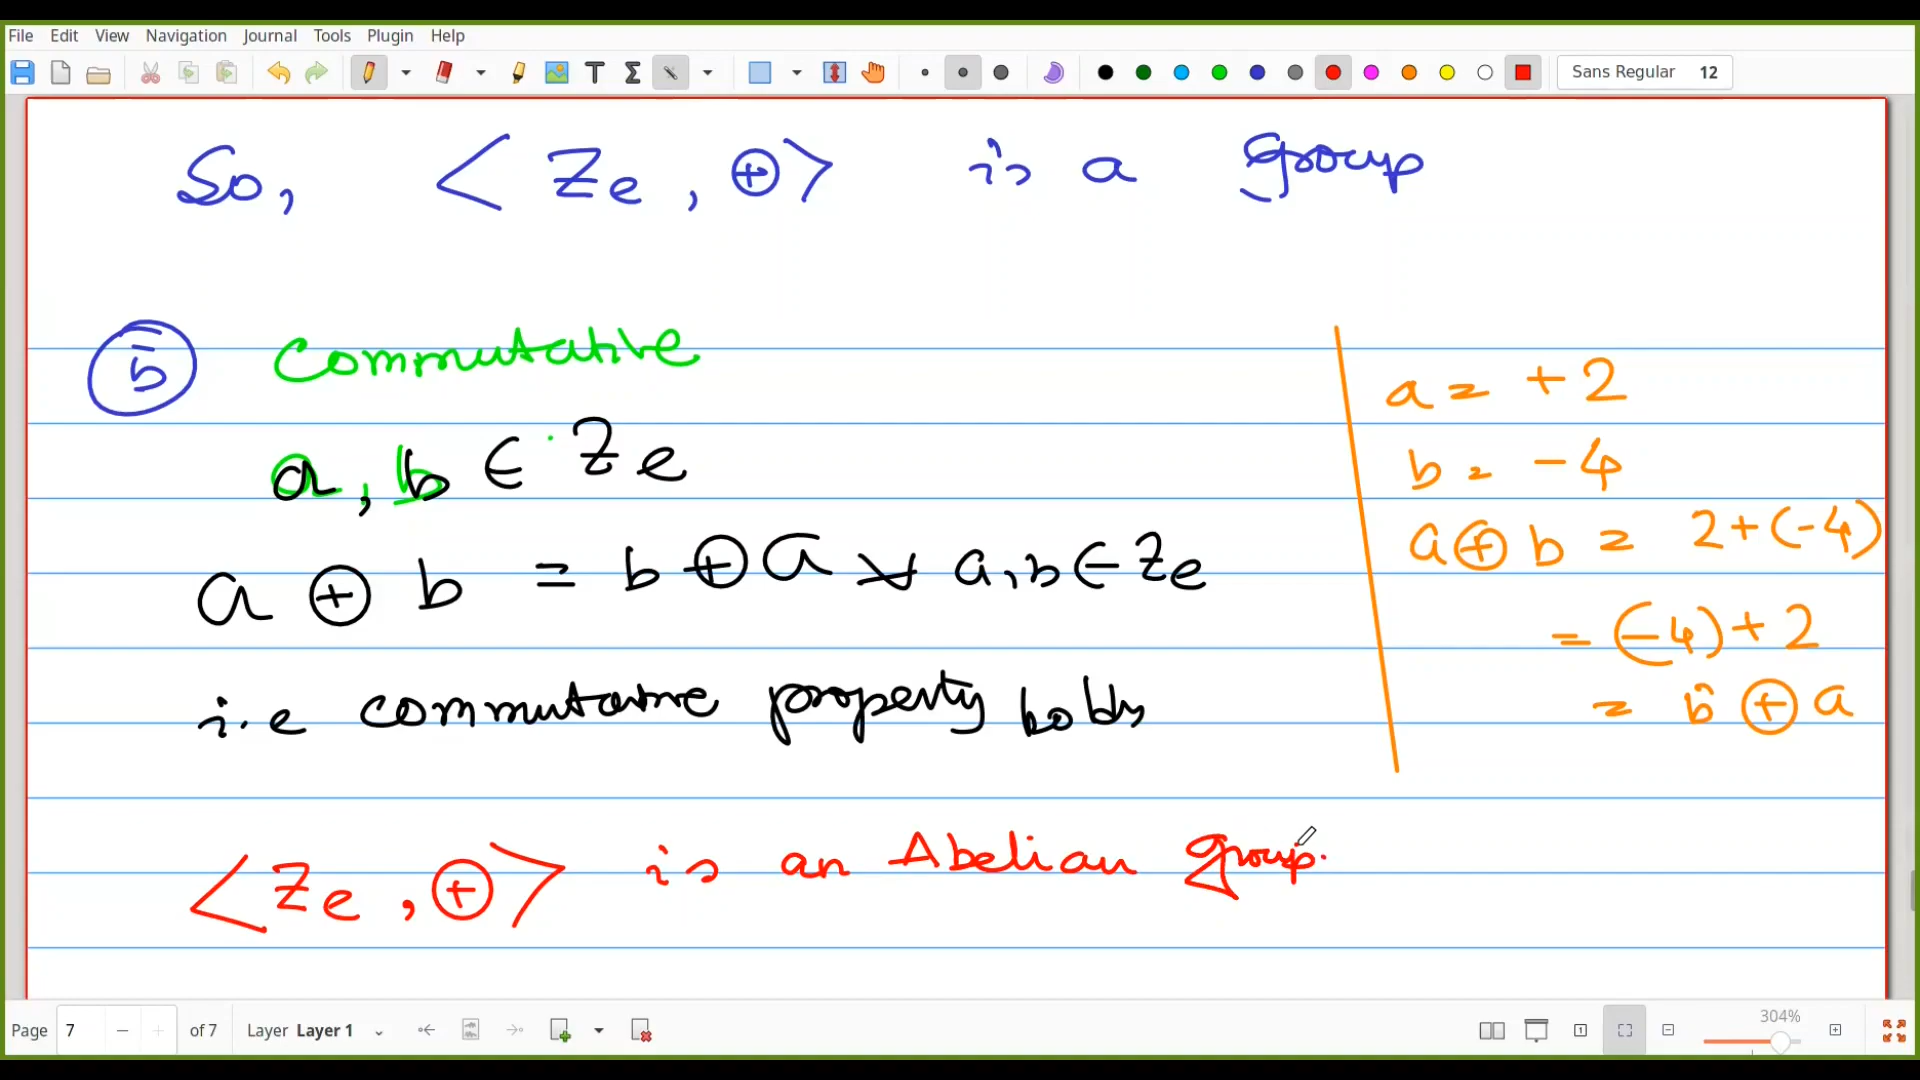 File Edit View Navigation Journal Tools Plugin Help
Sans Regular 12
So, < Ze , ⊕> is a group
5 Commutative
a, b ∈ Ze
a ⊕ b = b ⊕ a ∀ a, b ∈ Ze
i.e commutative property holds
a = +2
b = -4
a ⊕ b = 2+(-4)
= (-4)+2
= b ⊕ a
<Ze , ⊕> is an Abelian group.
Page 7 of 7 Layer Layer 1 304%